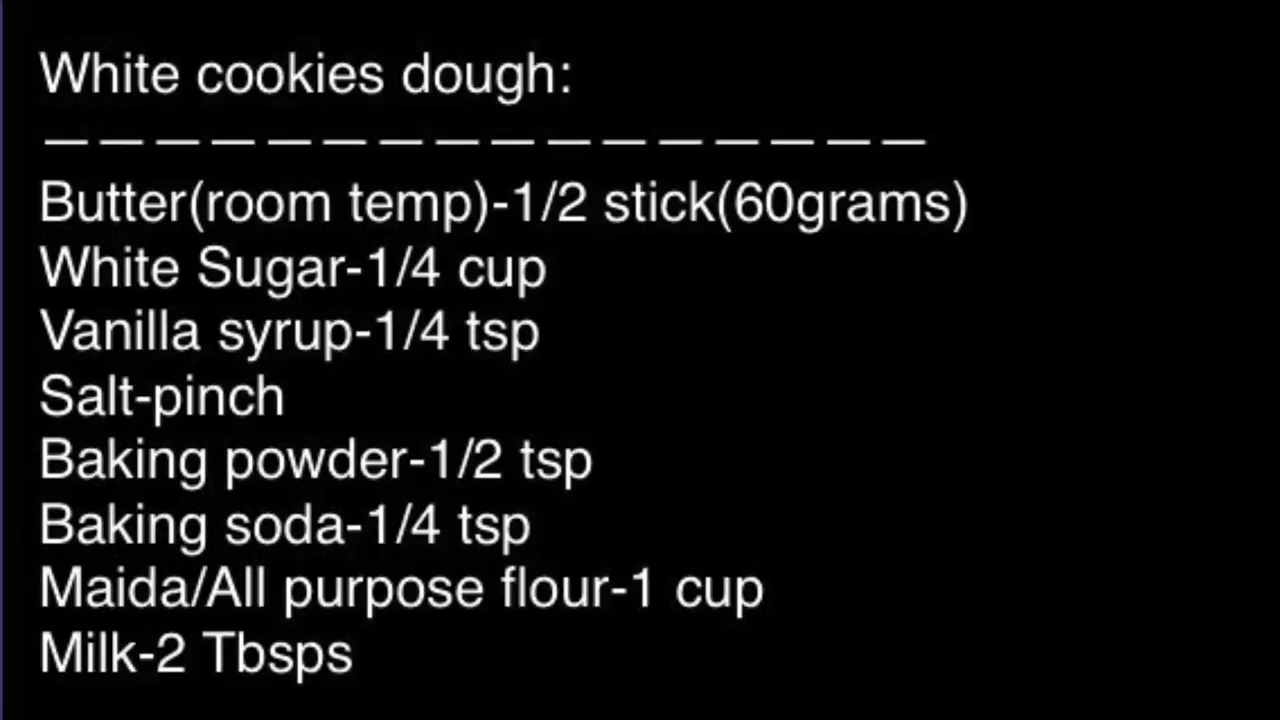 White cookies dough:
— — — — — — — — — — — — — — — —
Butter(room temp)-1/2 stick(60grams)
White Sugar-1/4 cup
Vanilla syrup-1/4 tsp
Salt-pinch
Baking powder-1/2 tsp
Baking soda-1/4 tsp
Maida/All purpose flour-1 cup
Milk-2 Tbsps